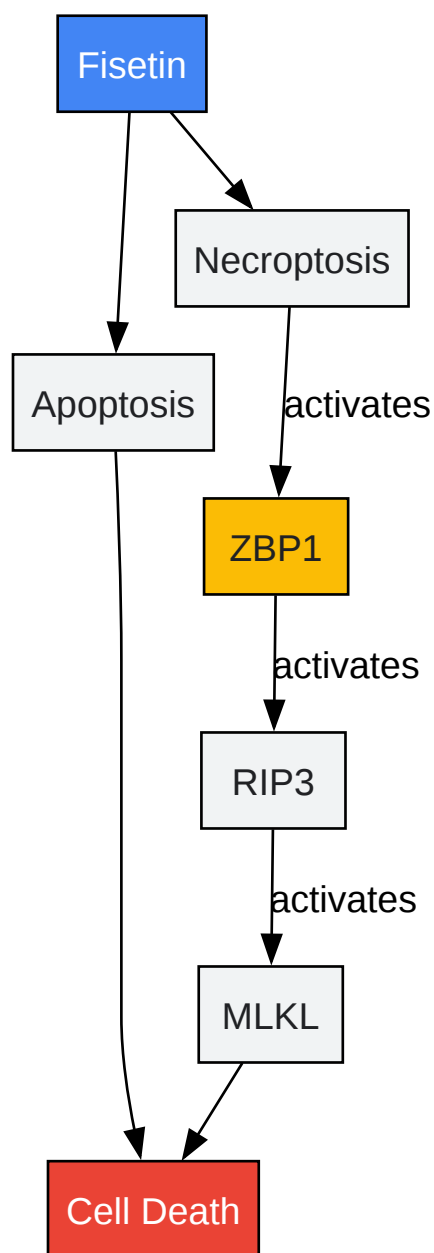 Fisetin
Necroptosis
Apoptosis
activates
ZBP1
activates
RIP3
activates
MLKL
Cell Death